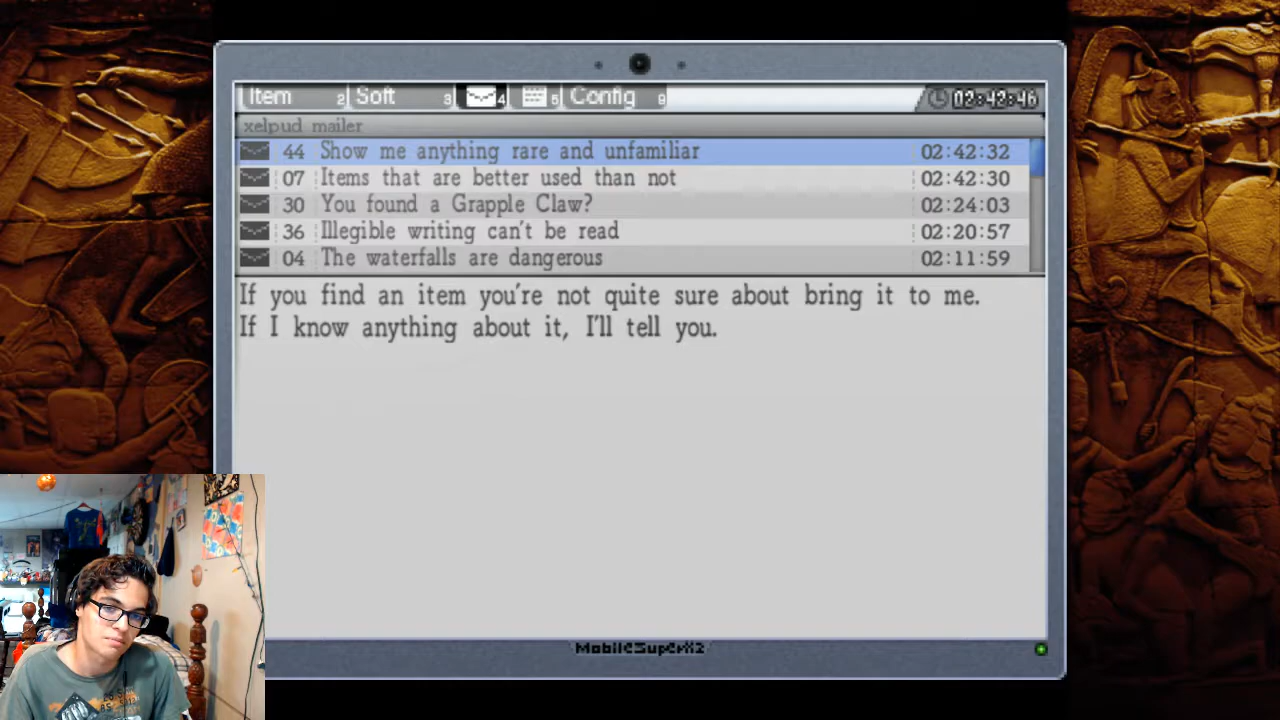 Item 2 Soft 3 4 5 Config 9 02:42:46
xelpud mailer
44 Show me anything rare and unfamiliar 02:42:32
07 Items that are better used than not 02:42:30
30 You found a Grapple Claw? 02:24:03
36 Illegible writing can't be read 02:20:57
04 The waterfalls are dangerous 02:11:59
If you find an item you're not quite sure about bring it to me.
If I know anything about it, I'll tell you.
MobileSuperX2